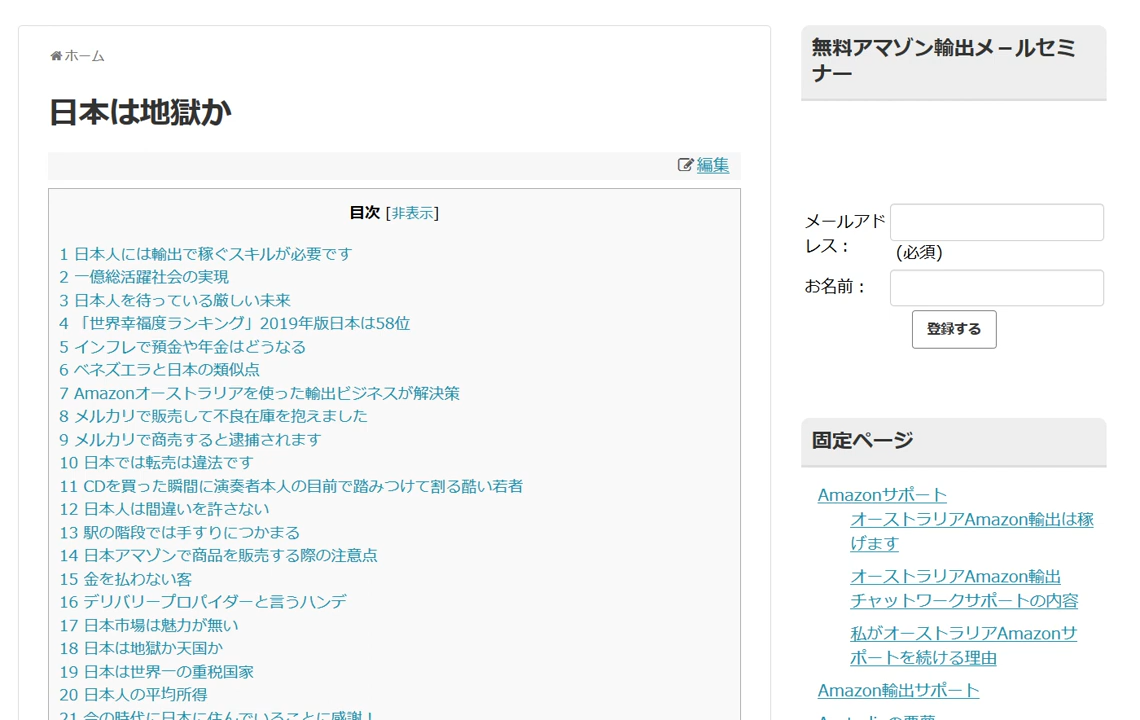 ホーム
日本は地獄か
編集
目次 [非表示]
1 日本人には輸出で稼ぐスキルが必要です
2 一億総活躍社会の実現
3 日本人を待っている厳しい未来
4 「世界幸福度ランキング」2019年版日本は58位
5 インフレで預金や年金はどうなる
6 ベネズエラと日本の類似点
7 Amazonオーストラリアを使った輸出ビジネスが解決策
8 メルカリで販売して不良在庫を抱えました
9 メルカリで商売すると逮捕されます
10 日本では転売は違法です
11 CDを買った瞬間に演奏者本人の目前で踏みつけて割る酷い若者
12 日本人は間違いを許さない
13 駅の階段では手すりにつかまる
14 日本アマゾンで商品を販売する際の注意点
15 金を払わない客
16 デリバリープロパイダーと言うハンデ
17 日本市場は魅力が無い
18 日本は地獄か天国か
19 日本は世界一の重税国家
20 日本人の平均所得
21 今の時代に日本に住んでいることに感謝！
無料アマゾン輸出メールセミ
ナー
メールアド
レス：
(必須)
お名前：
登録する
固定ページ
Amazonサポート
オーストラリアAmazon輸出は稼
げます
オーストラリアAmazon輸出
チャットワークサポートの内容
私がオーストラリアAmazonサ
ポートを続ける理由
Amazon輸出サポート